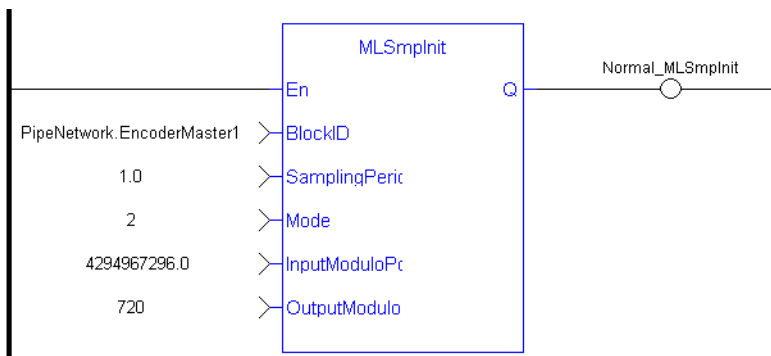 MLSmpInit
Normal_MLSmpInit
En
Q
PipeNetwork.EncoderMaster1
BlockID
1.0
SamplingPeric
2
Mode
4294967296.0
InputModuloPc
720
OutputModulo